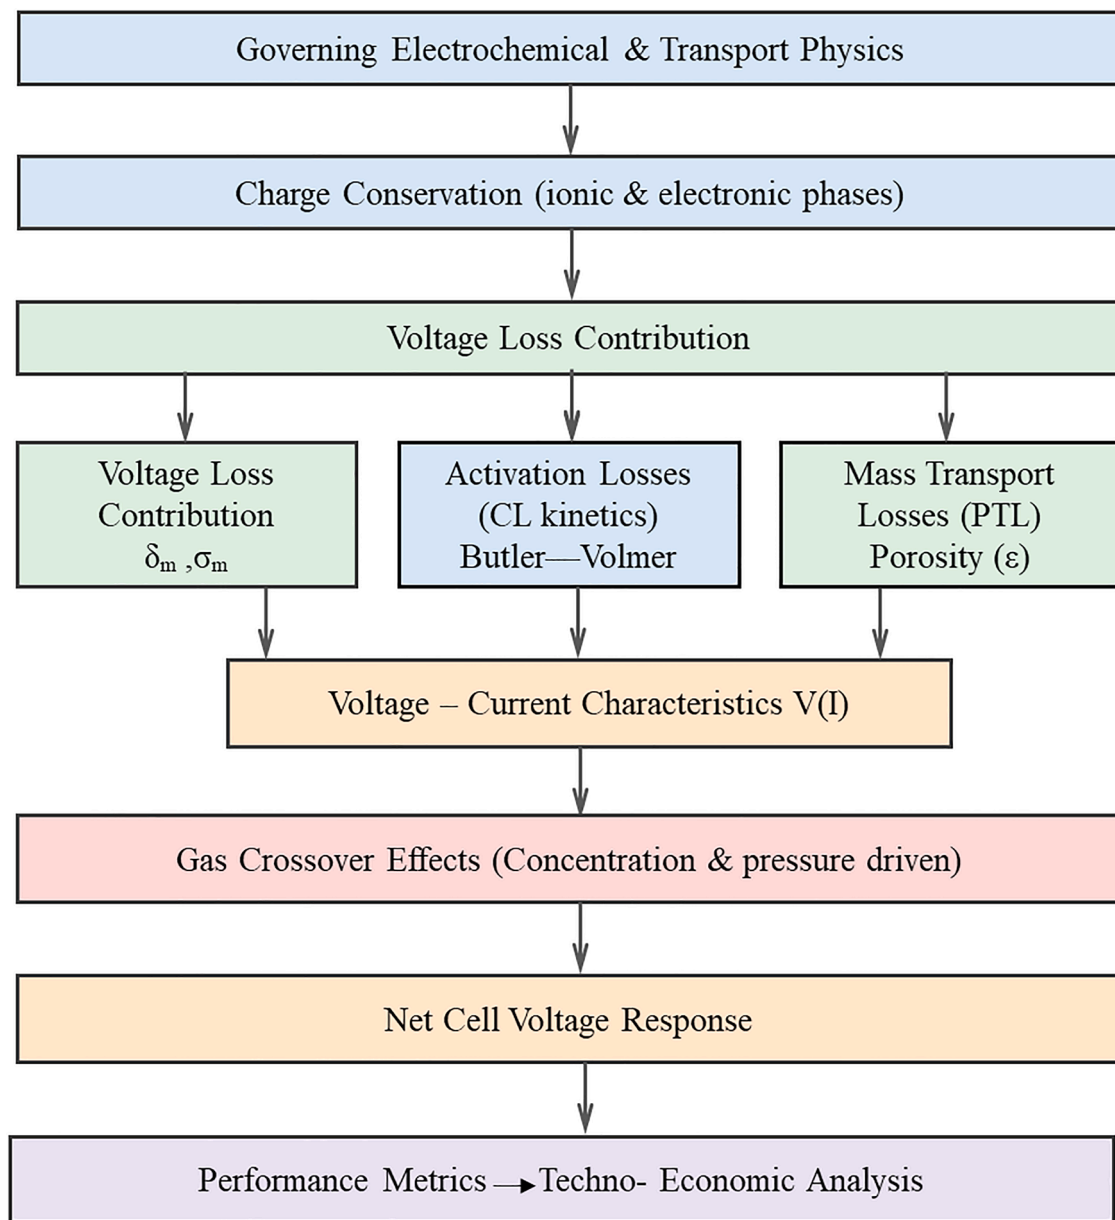 Governing Electrochemical & Transport Physics
Charge Conservation (ionic & electronic phases)
Voltage Loss Contribution
Voltage Loss
Contribution
δₘ ,σₘ
Activation Losses
(CL kinetics)
Butler—Volmer
Mass Transport
Losses (PTL)
Porosity (ε)
Voltage – Current Characteristics V(I)
Gas Crossover Effects (Concentration & pressure driven)
Net Cell Voltage Response
Performance Metrics → Techno- Economic Analysis